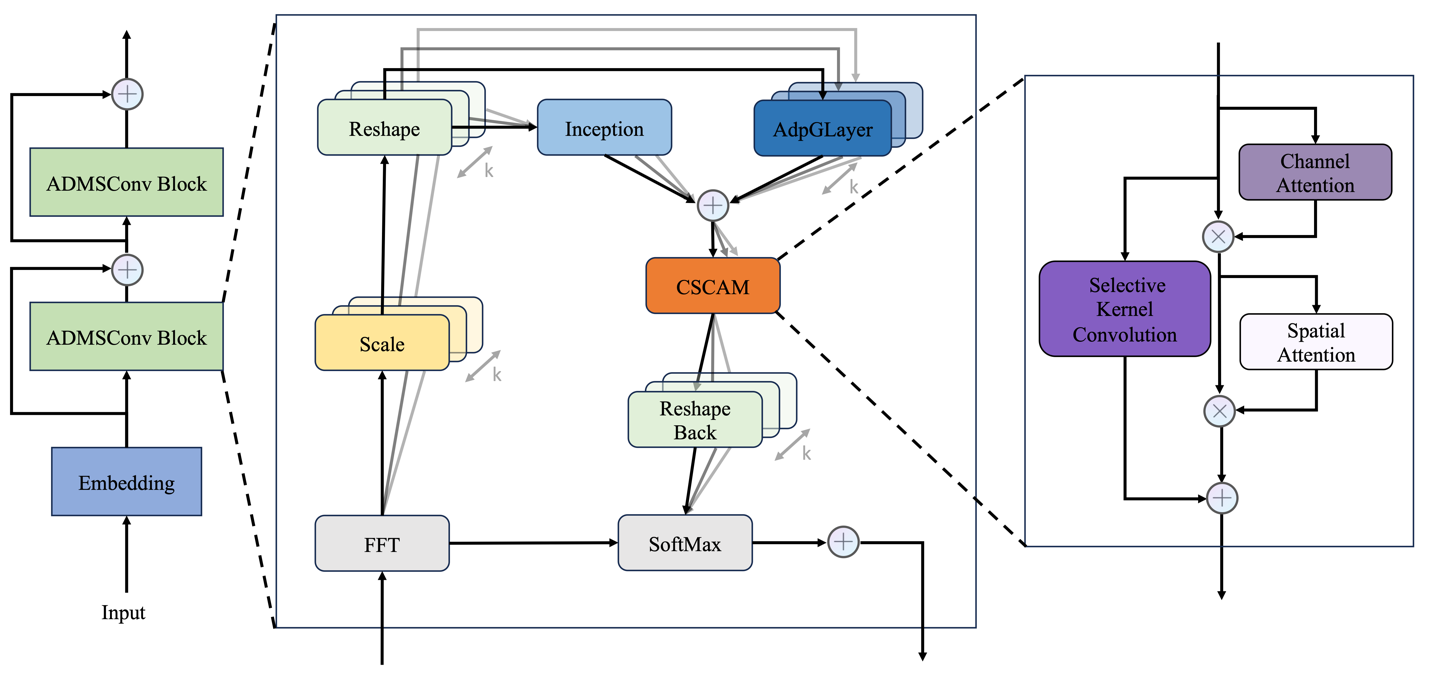 ADMSConv Block
ADMSConv Block
Embedding
Input
Reshape
k
Inception
AdpGLayer
k
Scale
k
CSCAM
Reshape
Back
k
FFT
SoftMax
Channel
Attention
Selective
Kernel
Convolution
Spatial
Attention